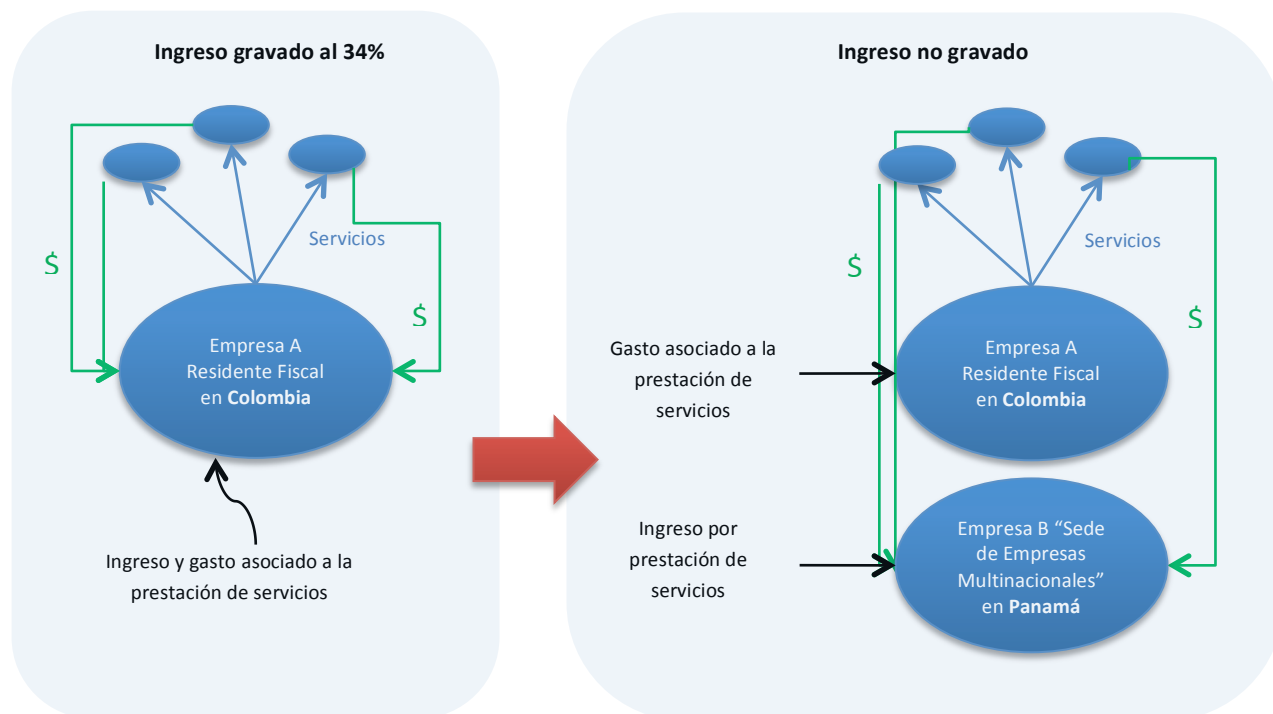 Ingreso gravado al 34%
Servicios
$
$
Empresa A
Residente Fiscal
en Colombia
Ingreso y gasto asociado a la
prestación de servicios
Ingreso no gravado
Servicios
$
$
Gasto asociado a la
prestación de
servicios
Empresa A
Residente Fiscal
en Colombia
Ingreso por
prestación de
servicios
Empresa B “Sede
de Empresas
Multinacionales”
en Panamá